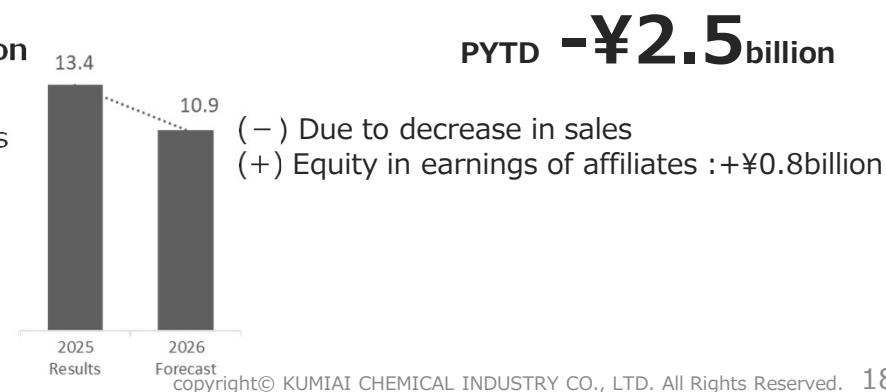 on
PYTD -¥2.5billion
13.4
10.9
s
(－) Due to decrease in sales
(+) Equity in earnings of affiliates :+¥0.8billion
2025
Results
2026
Forecast
copyright© KUMIAI CHEMICAL INDUSTRY CO., LTD. All Rights Reserved. 18